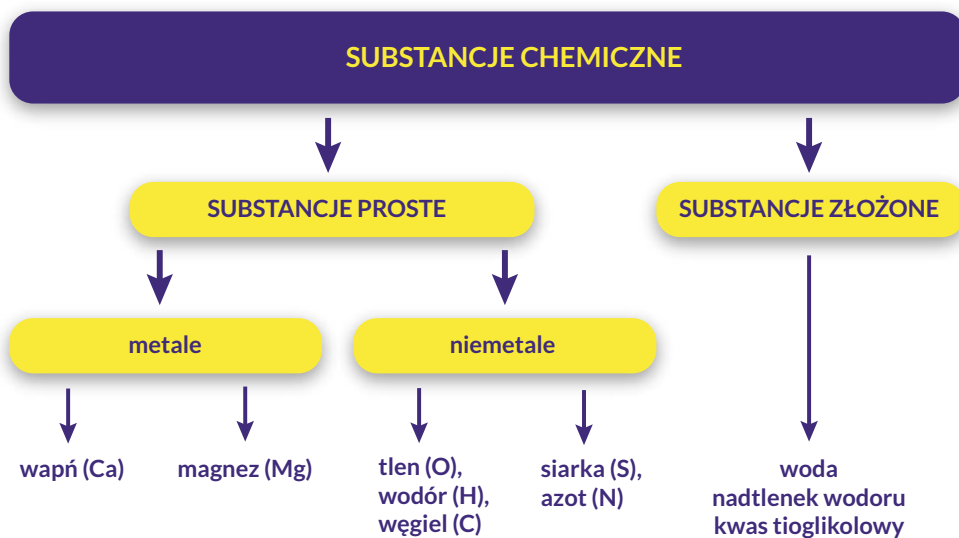 SUBSTANCJE CHEMICZNE
SUBSTANCJE PROSTE
SUBSTANCJE ZŁOŻONE
metale
niemetale
wapń (Ca)
magnez (Mg)
tlen (O),
wodór (H),
węgiel (C)
siarka (S),
azot (N)
woda
nadtlenek wodoru
kwas tioglikolowy